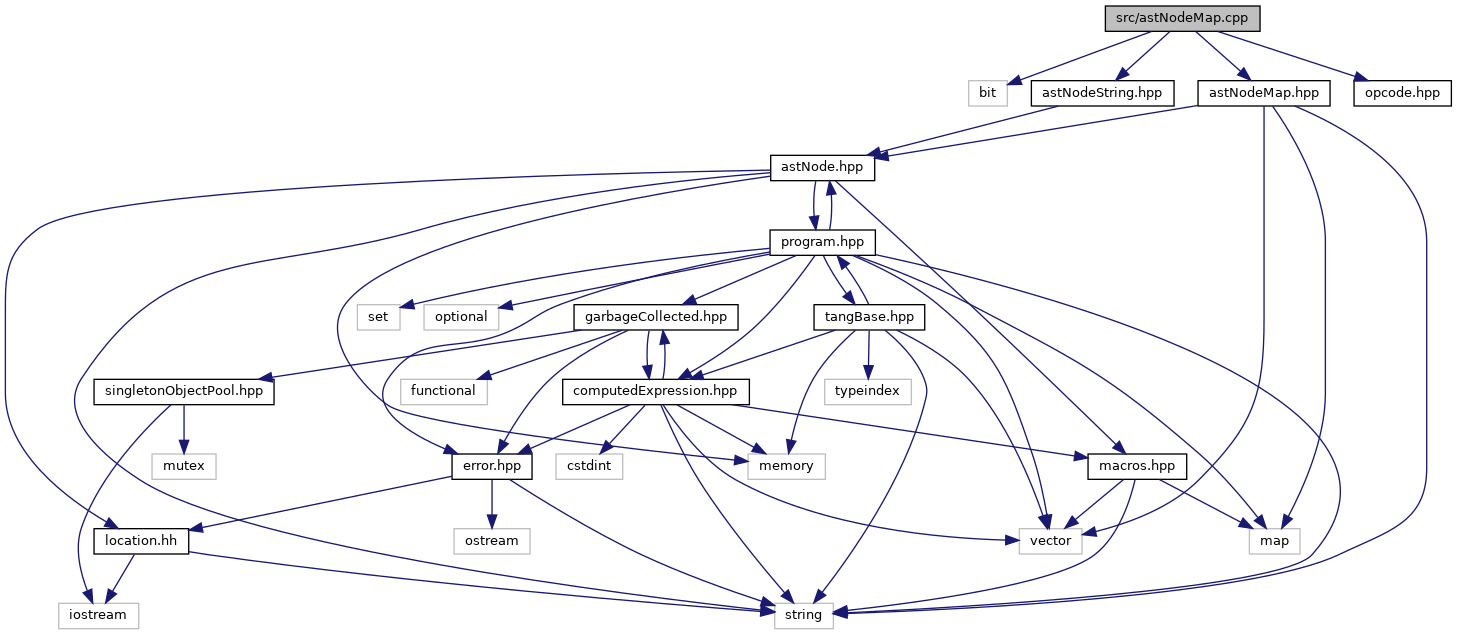 src/astNodeMap.cpp
bit
astNodeString.hpp
astNodeMap.hpp
opcode.hpp
astNode.hpp
program.hpp
set
optional
garbageCollected.hpp
tangBase.hpp
singletonObjectPool.hpp
functional
computedExpression.hpp
typeindex
mutex
error.hpp
cstdint
memory
macros.hpp
location.hh
ostream
vector
map
iostream
string